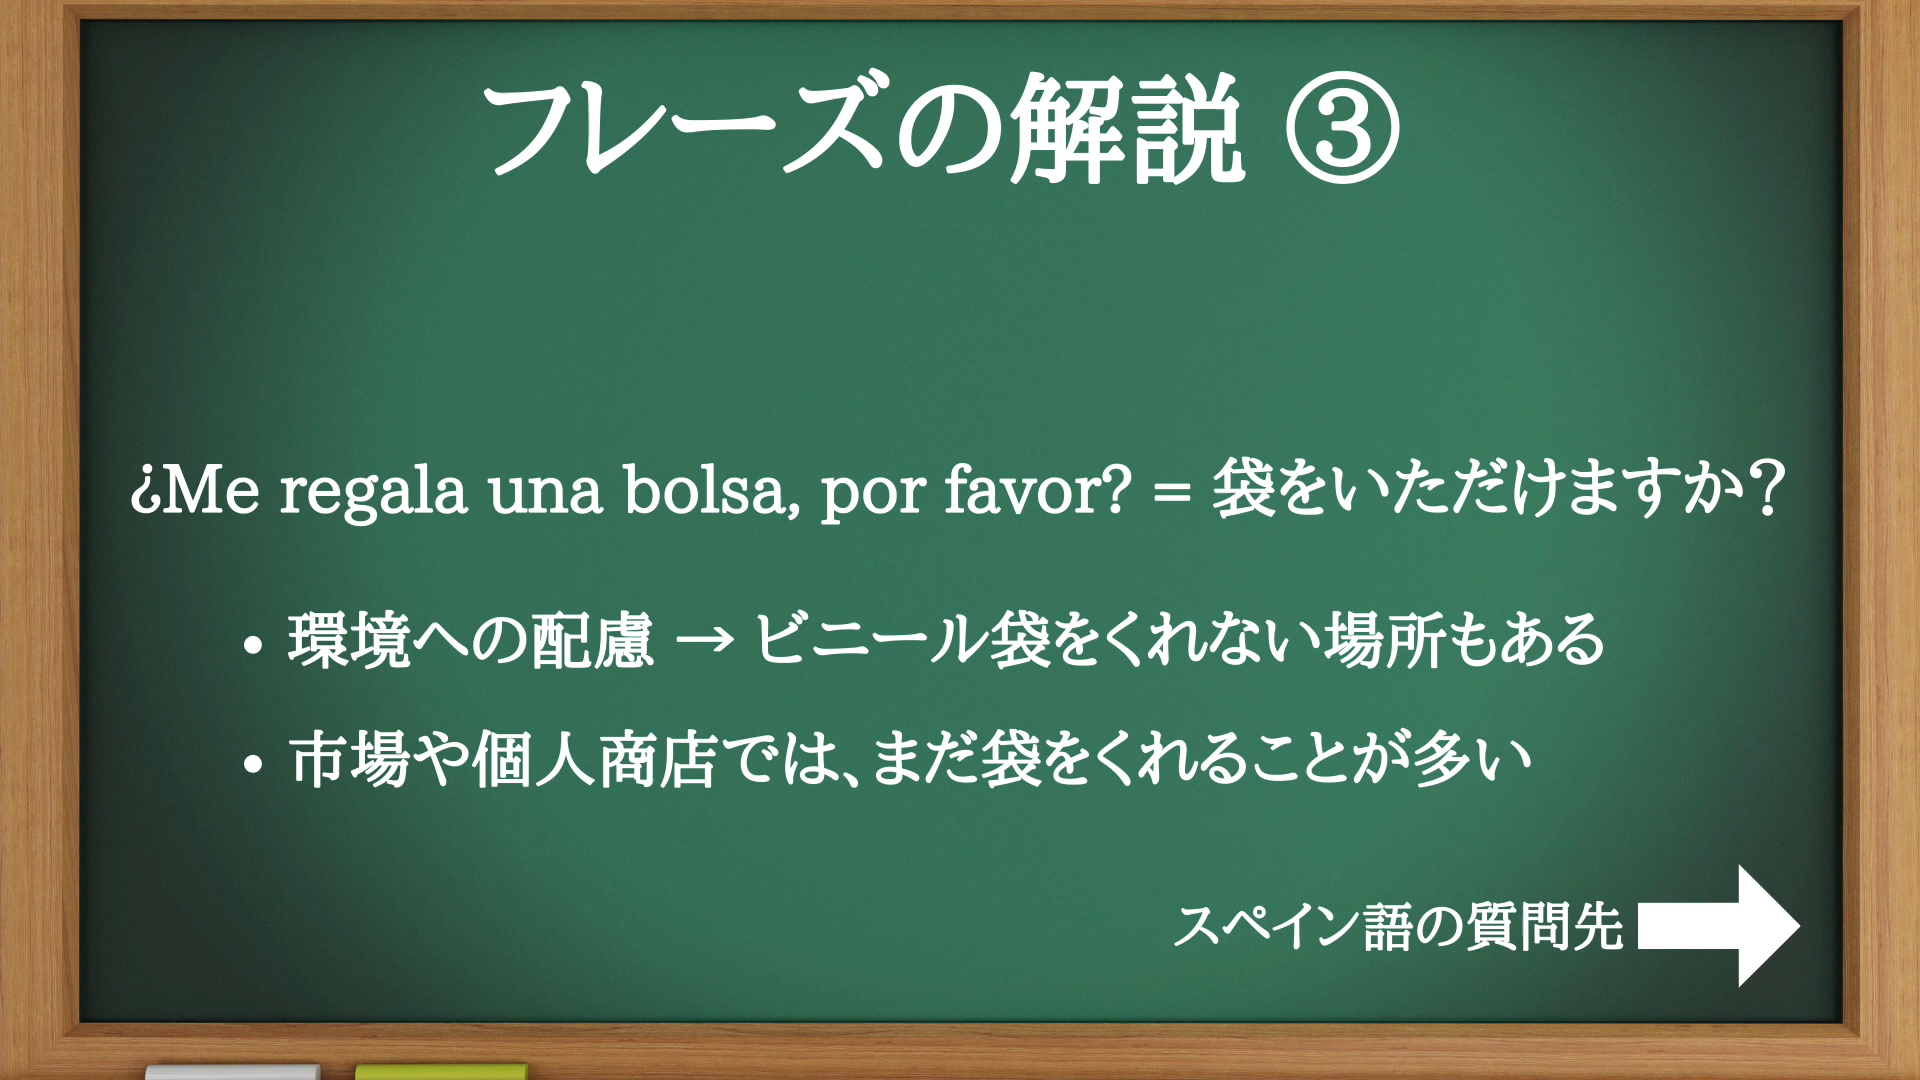 フレーズの解説 ③
¿Me regala una bolsa, por favor? = 袋をいただけますか?
• 環境への配慮 → ビニール袋をくれない場所もある
• 市場や個人商店では、まだ袋をくれることが多い
スペイン語の質問先